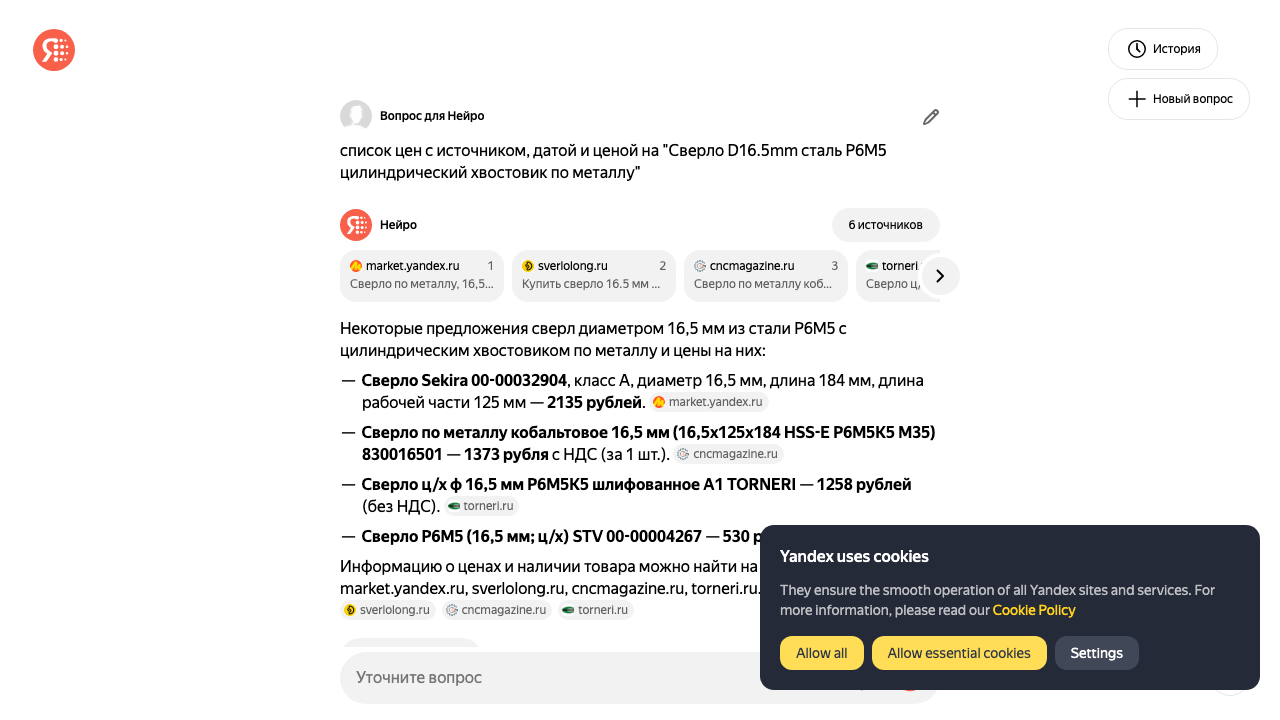 История
Новый вопрос
Вопрос для Нейро
список цен с источником, датой и ценой на "Сверло D16.5mm сталь Р6М5
цилиндрический хвостовик по металлу"
Нейро
6 источников
market.yandex.ru 1
Сверло по металлу, 16,5...
sverlolong.ru 2
Купить сверло 16.5 мм ...
cncmagazine.ru 3
Сверло по металлу коб...
torneri
Сверло ц/
Некоторые предложения сверл диаметром 16,5 мм из стали Р6М5 с
цилиндрическим хвостовиком по металлу и цены на них:
— Сверло Sekira 00-00032904, класс А, диаметр 16,5 мм, длина 184 мм, длина
рабочей части 125 мм — 2135 рублей. market.yandex.ru
— Сверло по металлу кобальтовое 16,5 мм (16,5х125х184 HSS-E Р6М5К5 М35)
830016501 — 1373 рубля с НДС (за 1 шт.). cncmagazine.ru
— Сверло ц/х ф 16,5 мм Р6М5К5 шлифованное А1 TORNERI — 1258 рублей
(без НДС). torneri.ru
— Сверло Р6М5 (16,5 мм; ц/х) STV 00-00004267 — 530
Информацию о ценах и наличии товара можно найти на
market.yandex.ru, sverlolong.ru, cncmagazine.ru, torneri.ru.
sverlolong.ru cncmagazine.ru torneri.ru
Уточните вопрос
Yandex uses cookies
They ensure the smooth operation of all Yandex sites and services. For
more information, please read our Cookie Policy
Allow all
Allow essential cookies
Settings